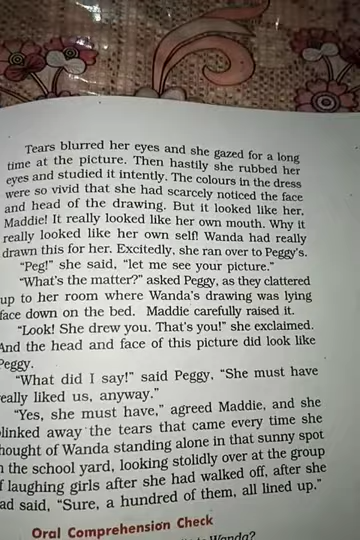 Tears blurred her eyes and she gazed for a long
time at the picture. Then hastily she rubbed her
eyes and studied it intently. The colours in the dress
were so vivid that she had scarcely noticed the face
and head of the drawing. But it looked like her,
Maddie! It really looked like her own mouth. Why it
really looked like her own self! Wanda had really
drawn this for her. Excitedly, she ran over to Peggy's.
"Peg!" she said, "let me see your picture."
"What's the matter?" asked Peggy, as they clattered
up to her room where Wanda's drawing was lying
face down on the bed. Maddie carefully raised it.
"Look! She drew you. That's you!" she exclaimed.
And the head and face of this picture did look like
Peggy.
"What did I say!" said Peggy, "She must have
eally liked us, anyway."
"Yes, she must have," agreed Maddie, and she
linked away the tears that came every time she
hought of Wanda standing alone in that sunny spot
n the school yard, looking stolidly over at the group
f laughing girls after she had walked off, after she
ad said, "Sure, a hundred of them, all lined up."
Oral Comprehension Check
Wanda?